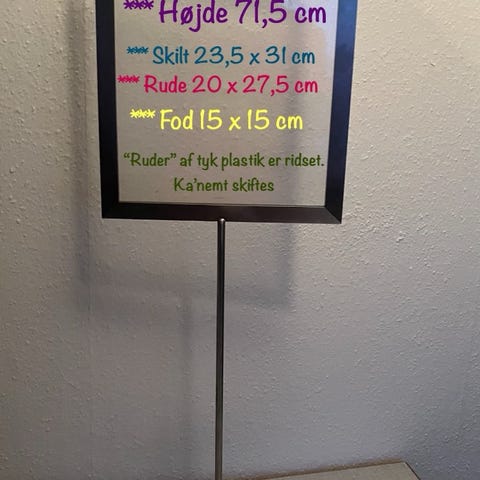 *** Højde 71,5 cm
*** Skilt 23,5 x 31 cm
*** Rude 20 x 27,5 cm
*** Fod 15 x 15 cm
"Ruder" af tyk plastik er ridset.
Ka'nemt skiftes